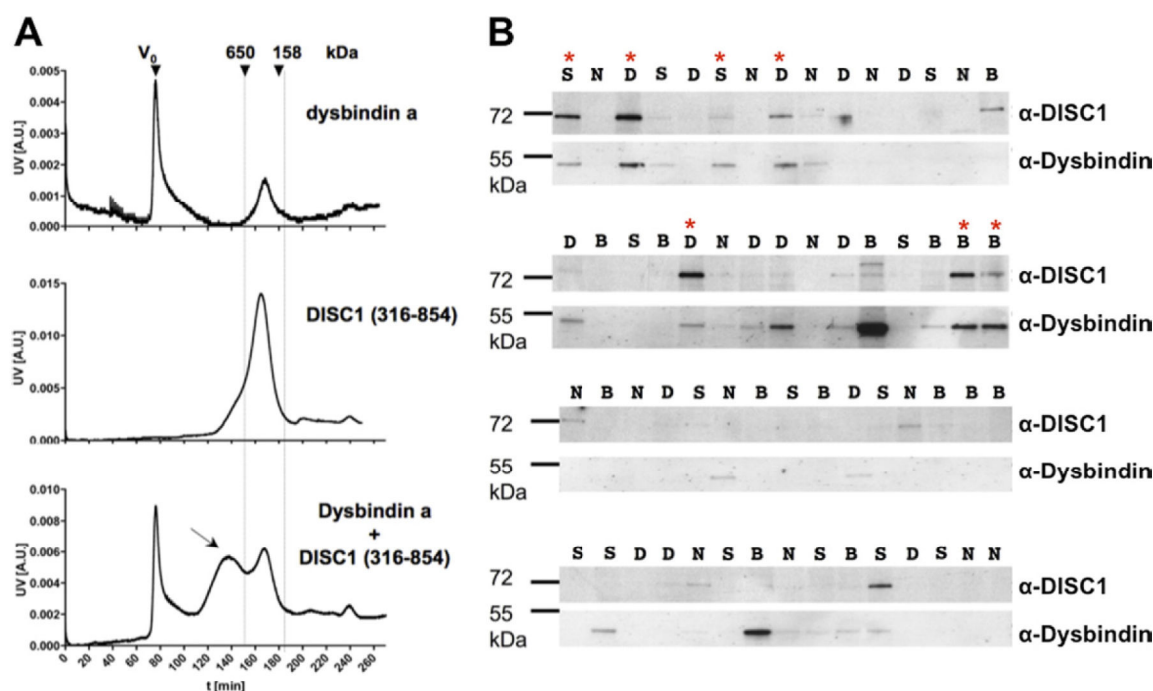 A
V0 650 158 kDa
0.005
0.004
0.003
0.002
0.001
0.000
UV [A.U.]
dysbindin a
0.015
0.010
0.005
0.000
UV [A.U.]
DISC1 (316-854)
0.010
0.008
0.006
0.004
0.002
0.000
UV [A.U.]
Dysbindin a
+
DISC1 (316-854)
0 20 40 60 80 100 120 140 160 180 200 220 240 260
t [min]
B
* * * *
S N D S D S N D N D N D S N B
72 α-DISC1
55 α-Dysbindin
kDa
* * *
D B S B D N D D N D B S B B B
72 α-DISC1
55 α-Dysbindin
kDa
N B N D S N B S B D S N B B B
72 α-DISC1
55 α-Dysbindin
kDa
S S D D N S B N S B S D S N N
72 α-DISC1
55 α-Dysbindin
kDa